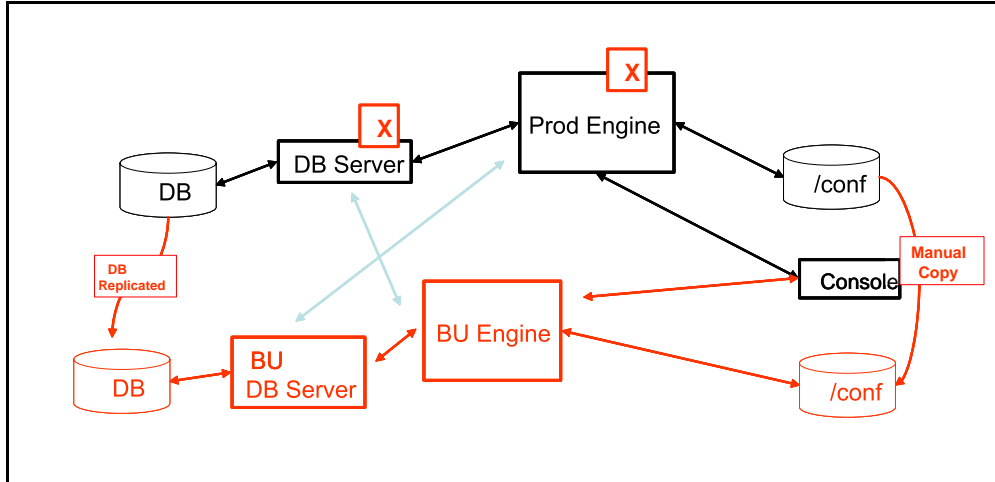 X
Prod Engine
X
DB Server
DB
/conf
DB
Replicated
Manual
Copy
Console
BU Engine
BU
DB Server
DB
/conf